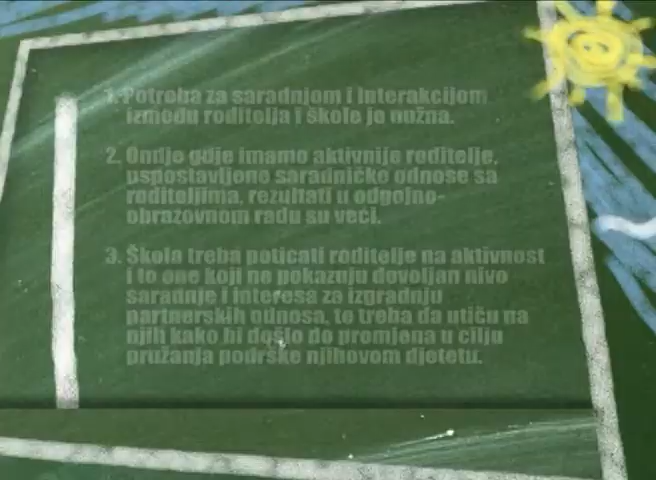 1. Potreba za saradnjom i interakcijom
između roditelja i škole je nužna.
2. Ondje gdje imamo aktivnije roditelje,
uspostavljene saradničke odnose sa
roditeljima, rezultati u odgojno-
obrazovnom radu su veći.
3. Škola treba poticati roditelje na aktivnost
i to one koji ne pokazuju dovoljan nivo
saradnje i interesa za izgradnju
partnerskih odnosa, te treba da utiču na
njih kako bi došlo do promjena u cilju
pružanja podrške njihovom djetetu.